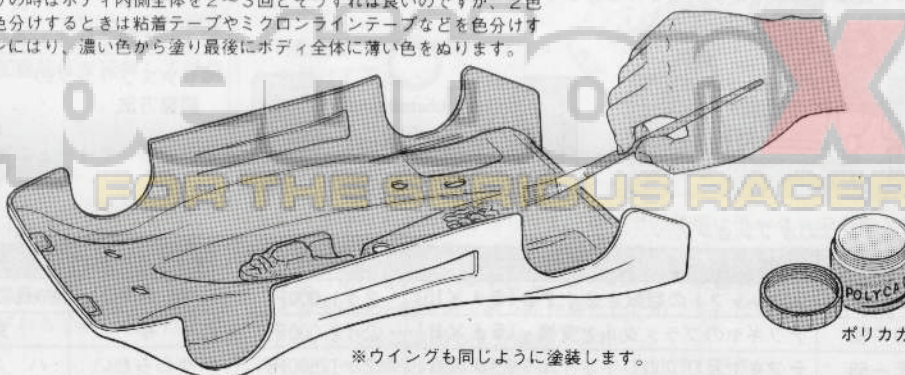 の時はボディ内側全体を2〜3回とそうすれば良いのですが、2色
色分けするときは粘着テープやミクロンラインテープなどを色分けす
にはり、濃い色から塗り最後にボディ全体に薄い色をぬります。
petronX
FOR THE SERIOUS RACER
POLYCA
ポリカカ
※ウイングも同じように塗装します。